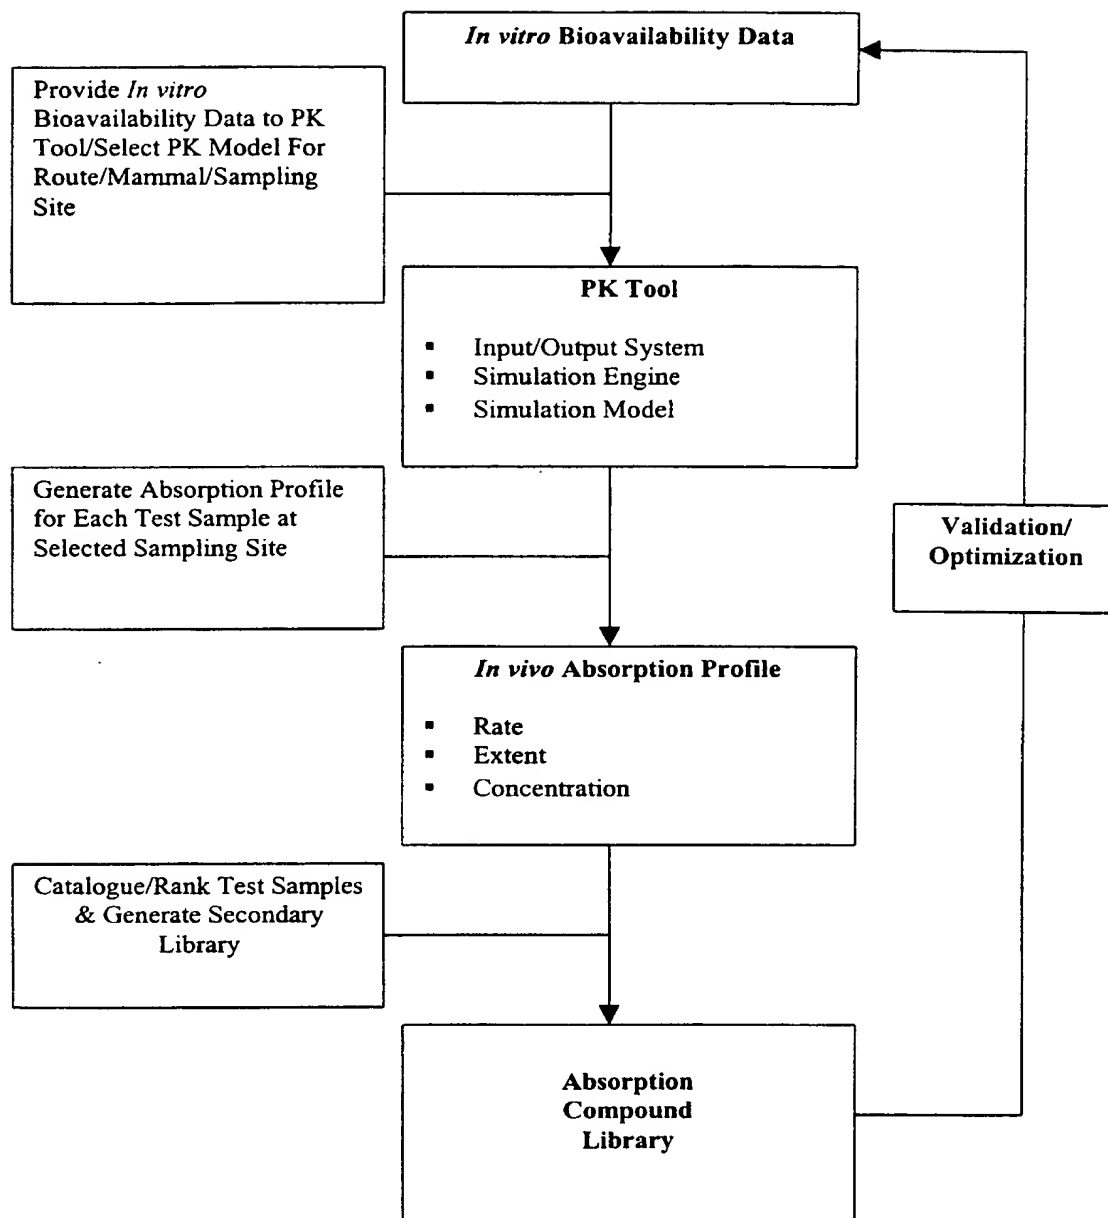 In vitro Bioavailability Data
Provide In vitro
Bioavailability Data to PK
Tool/Select PK Model For
Route/Mammal/Sampling
Site
PK Tool
▪ Input/Output System
▪ Simulation Engine
▪ Simulation Model
Generate Absorption Profile
for Each Test Sample at
Selected Sampling Site
Validation/
Optimization
In vivo Absorption Profile
▪ Rate
▪ Extent
▪ Concentration
Catalogue/Rank Test Samples
& Generate Secondary
Library
Absorption
Compound
Library